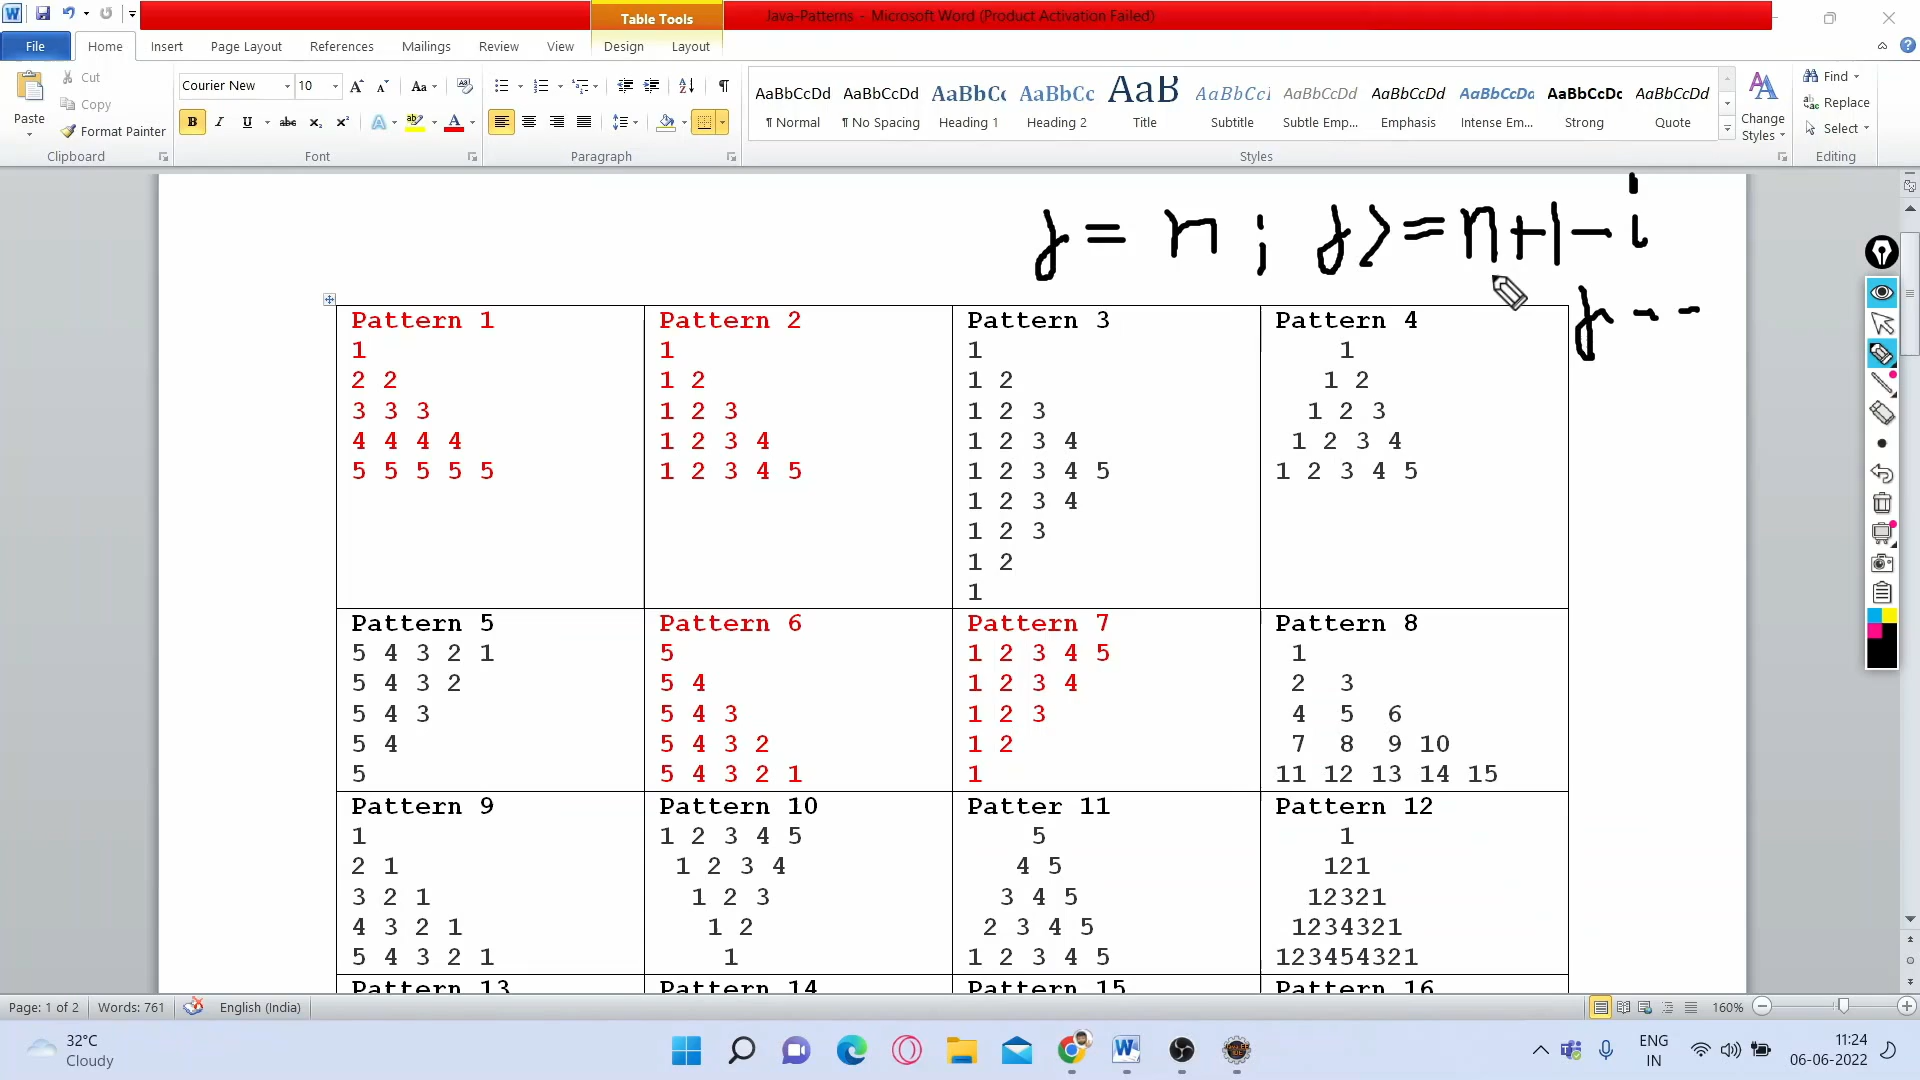 Java-Patterns - Microsoft Word (Product Activation Failed)
Table Tools
File Home Insert Page Layout References Mailings Review View Design Layout
Paste
Cut
Copy
Format Painter
Clipboard
Courier New 10
Font
Paragraph
AaBbCcDd AaBbCcDd AaBbCc AaBbCc AaB AaBbCcI AaBbCcDd AaBbCcDd AaBbCcDd AaBbCcDc AaBbCcDd
¶ Normal ¶ No Spacing Heading 1 Heading 2 Title Subtitle Subtle Emp... Emphasis Intense Em... Strong Quote
Styles
Change Styles
Find
Replace
Select
Editing
j = n ; j >= n+1-i
j--
Pattern 1
1
2 2
3 3 3
4 4 4 4
5 5 5 5 5
Pattern 2
1
1 2
1 2 3
1 2 3 4
1 2 3 4 5
Pattern 3
1
1 2
1 2 3
1 2 3 4
1 2 3 4 5
1 2 3 4
1 2 3
1 2
1
Pattern 4
1
1 2
1 2 3
1 2 3 4
1 2 3 4 5
Pattern 5
5 4 3 2 1
5 4 3 2
5 4 3
5 4
5
Pattern 6
5
5 4
5 4 3
5 4 3 2
5 4 3 2 1
Pattern 7
1 2 3 4 5
1 2 3 4
1 2 3
1 2
1
Pattern 8
1
2 3
4 5 6
7 8 9 10
11 12 13 14 15
Pattern 9
1
2 1
3 2 1
4 3 2 1
5 4 3 2 1
Pattern 10
1 2 3 4 5
1 2 3 4
1 2 3
1 2
1
Patter 11
5
4 5
3 4 5
2 3 4 5
1 2 3 4 5
Pattern 12
1
121
12321
1234321
123454321
Pattern 13 Pattern 14 Pattern 15 Pattern 16
Page: 1 of 2 Words: 761 English (India) 160%
32°C
Cloudy
ENG
IN
11:24
06-06-2022